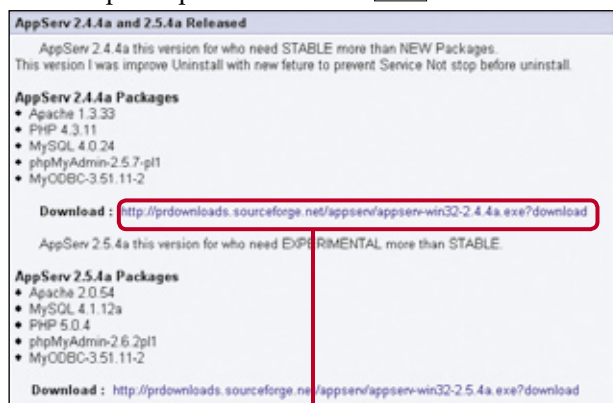 AppServ 2.4.4a and 2.5.4a Released
AppServ 2.4.4a this version for who need STABLE more than NEW Packages.
This version I was improve Uninstall with new feture to prevent Service Not stop before uninstall.
AppServ 2.4.4a Packages
• Apache 1.3.33
• PHP 4.3.11
• MySQL 4.0.24
• phpMyAdmin-2.5.7-pl1
• MyODBC-3.51.11-2
Download : http://prdownloads.sourceforge.net/appserv/appserv-win32-2.4.4a.exe?download
AppServ 2.5.4a this version for who need EXPERIMENTAL more than STABLE.
AppServ 2.5.4a Packages
• Apache 2.0.54
• MySQL 4.1.12a
• PHP 5.0.4
• phpMyAdmin-2.6.2pl1
• MyODBC-3.51.11-2
Download : http://prdownloads.sourceforge.net/appserv/appserv-win32-2.5.4a.exe?download